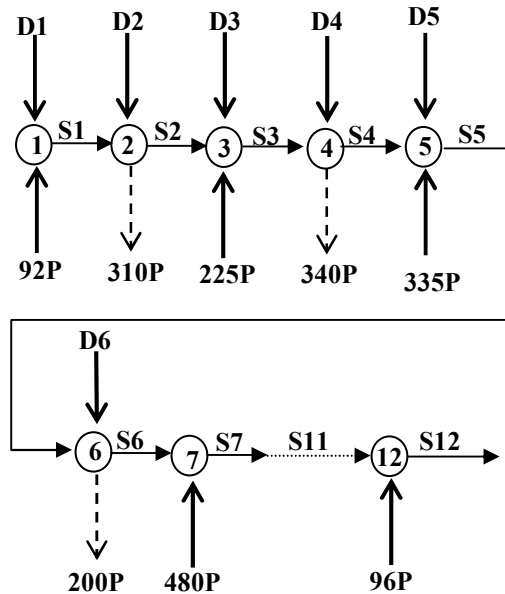 D1 D2 D3 D4 D5
1 S1 2 S2 3 S3 4 S4 5 S5
92P 310P 225P 340P 335P
D6
6 S6 7 S7 S11 12 S12
200P 480P 96P